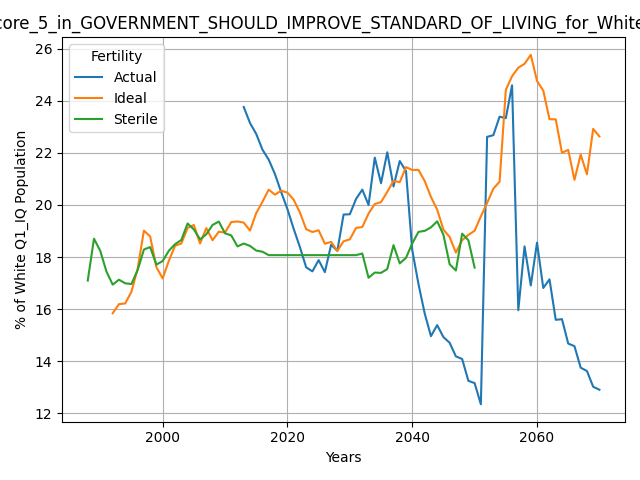 core_5_in_GOVERNMENT_SHOULD_IMPROVE_STANDARD_OF_LIVING_for_White
Fertility
Actual
Ideal
Sterile
% of White Q1_IQ Population
26
24
22
20
18
16
14
12
2000 2020 2040 2060
Years